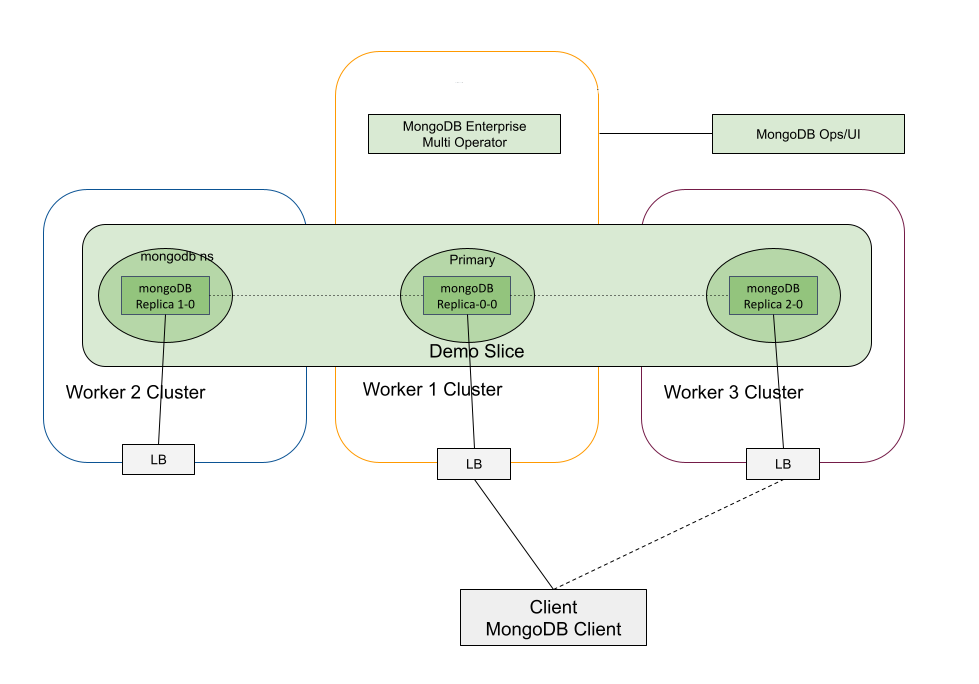 MongoDB Enterprise
Multi Operator
MongoDB Ops/UI
mongodb ns
Primary
mongoDB
Replica 1-0
mongoDB
Replica-0-0
mongoDB
Replica 2-0
Demo Slice
Worker 2 Cluster
Worker 1 Cluster
Worker 3 Cluster
LB
LB
LB
Client
MongoDB Client